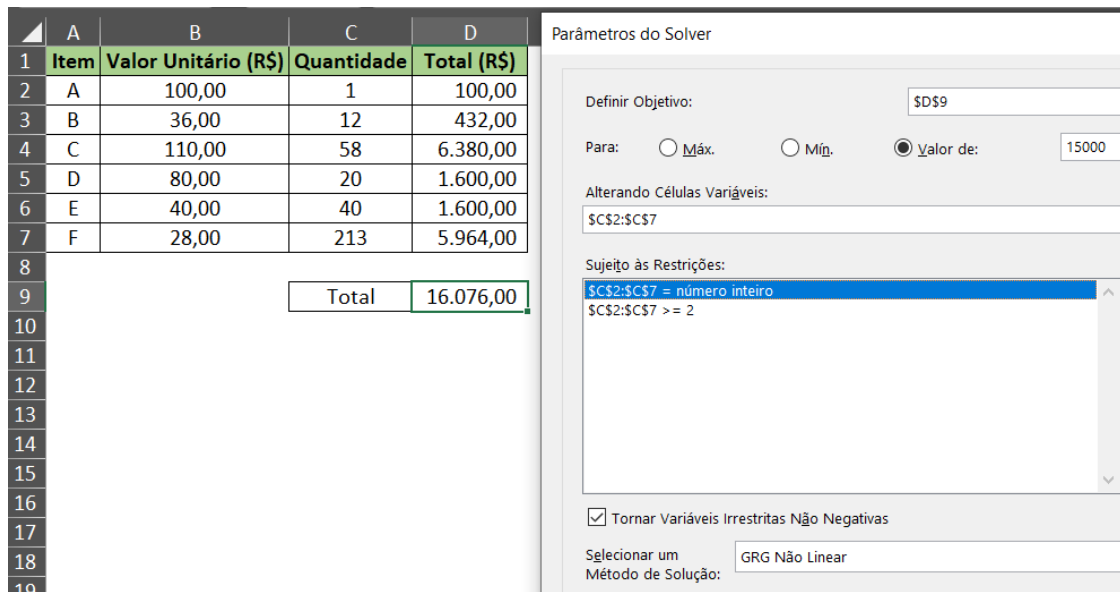 A B C D
1 Item Valor Unitário (R$) Quantidade Total (R$)
2 A 100,00 1 100,00
3 B 36,00 12 432,00
4 C 110,00 58 6.380,00
5 D 80,00 20 1.600,00
6 E 40,00 40 1.600,00
7 F 28,00 213 5.964,00
8
9 Total 16.076,00
10
11
12
13
14
15
16
17
18
19
Parâmetros do Solver
Definir Objetivo: $D$9
Para: Máx. Mín. Valor de: 15000
Alterando Células Variáveis:
$C$2:$C$7
Sujeito às Restrições:
$C$2:$C$7 = número inteiro
$C$2:$C$7 >= 2
Tornar Variáveis Irrestritas Não Negativas
Selecionar um
Método de Solução:
GRG Não Linear